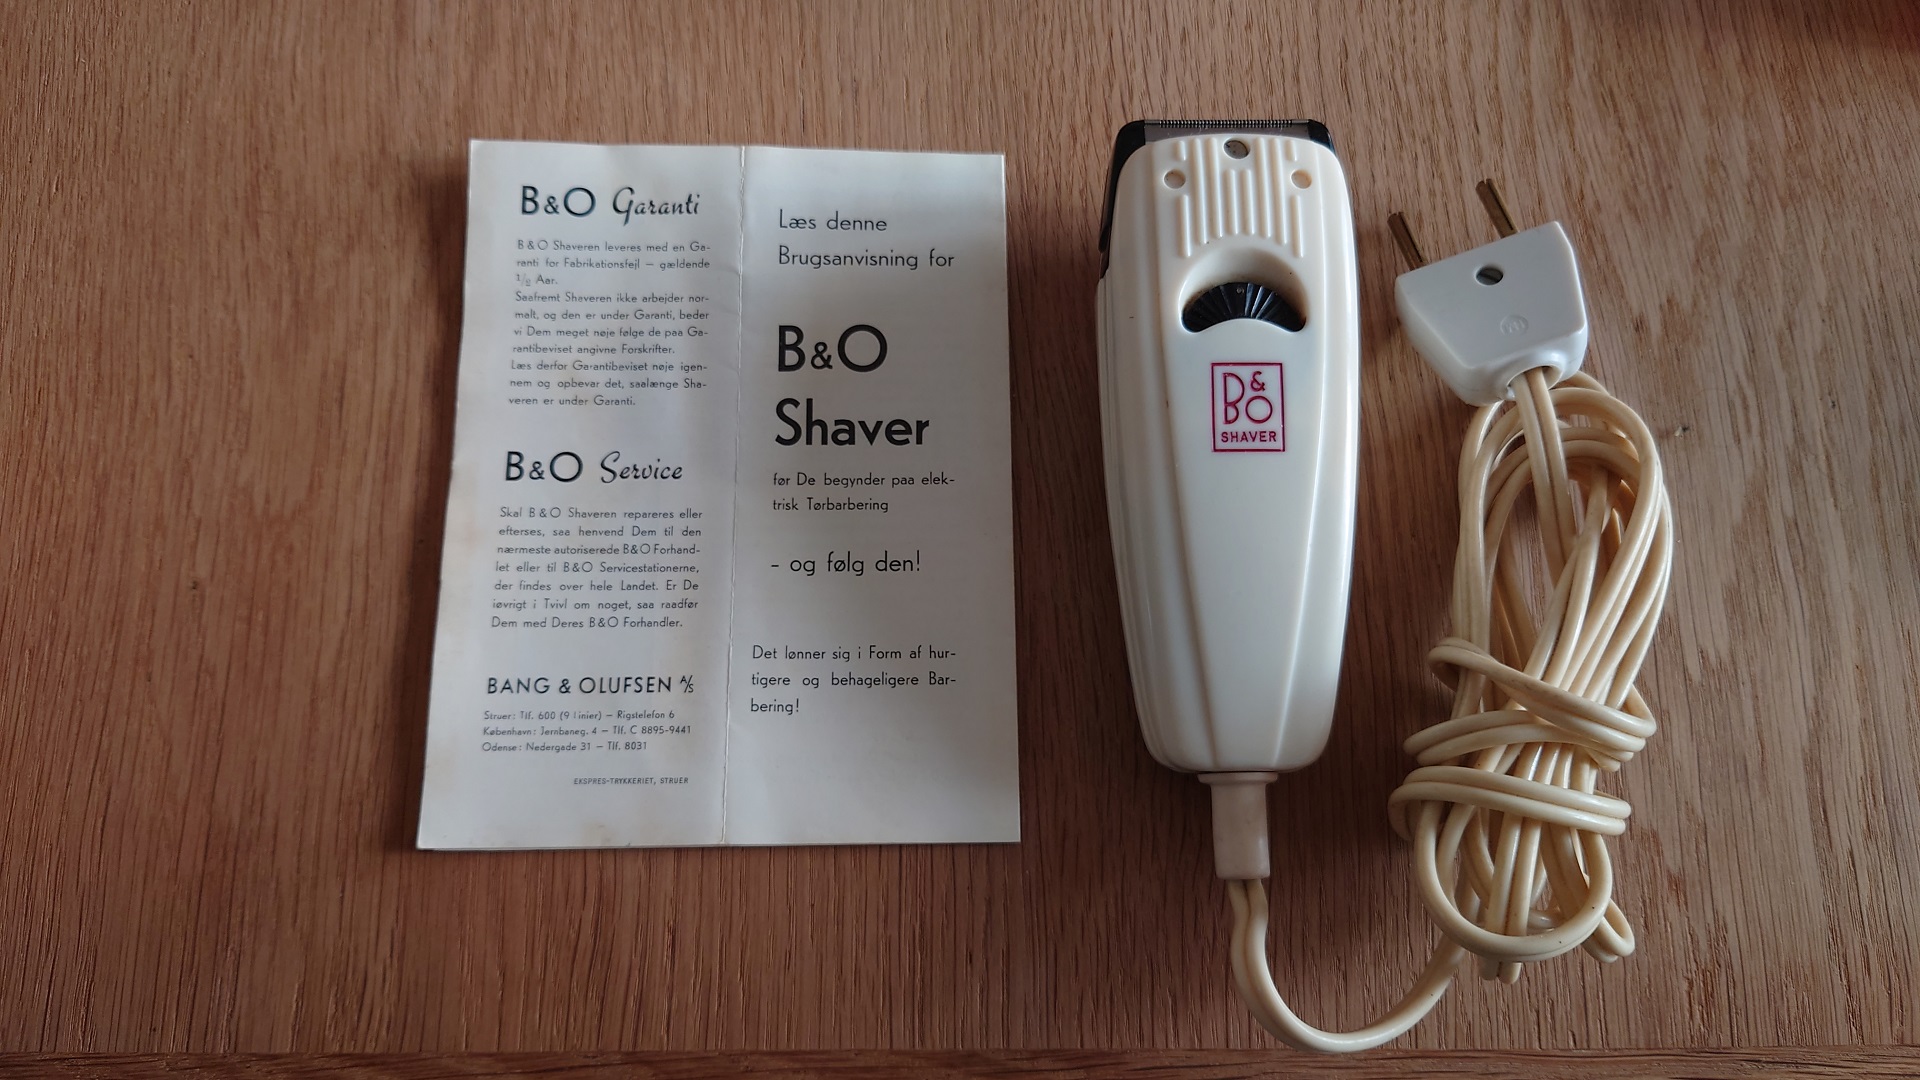 B&O Garanti
B&O Shaveren leveres med en Ga-
ranti for Fabrikationsfejl — gældende
1/2 Aar.
Saafremt Shaveren ikke arbejder nor-
malt, og den er under Garanti, beder
vi Dem meget nøje følge de paa Ga-
rantibeviset angivne Forskrifter.
Læs derfor Garantibeviset nøje igen-
nem og opbevar det, saalænge Sha-
veren er under Garanti.
B&O Service
Skal B&O Shaveren repareres eller
efterses, saa henvend Dem til den
nærmeste autoriserede B&O Forhand-
let eller til B&O Servicestationerne,
der findes over hele Landet. Er De
iøvrigt i Tvivl om noget, saa raadfør
Dem med Deres B&O Forhandler.
BANG & OLUFSEN A/S
Struer: Tlf. 600 (9 linier) — Rigstelefon 6
København: Jernbaneg. 4 — Tlf. C 8895-9441
Odense: Nedergade 31 — Tlf. 8031
EKSPRES-TRYKKERIET, STRUER
Læs denne
Brugsanvisning for
B&O
Shaver
før De begynder paa elek-
trisk Tørbarbering
– og følg den!
Det lønner sig i Form af hur-
tigere og behageligere Bar-
bering!
B&O
SHAVER